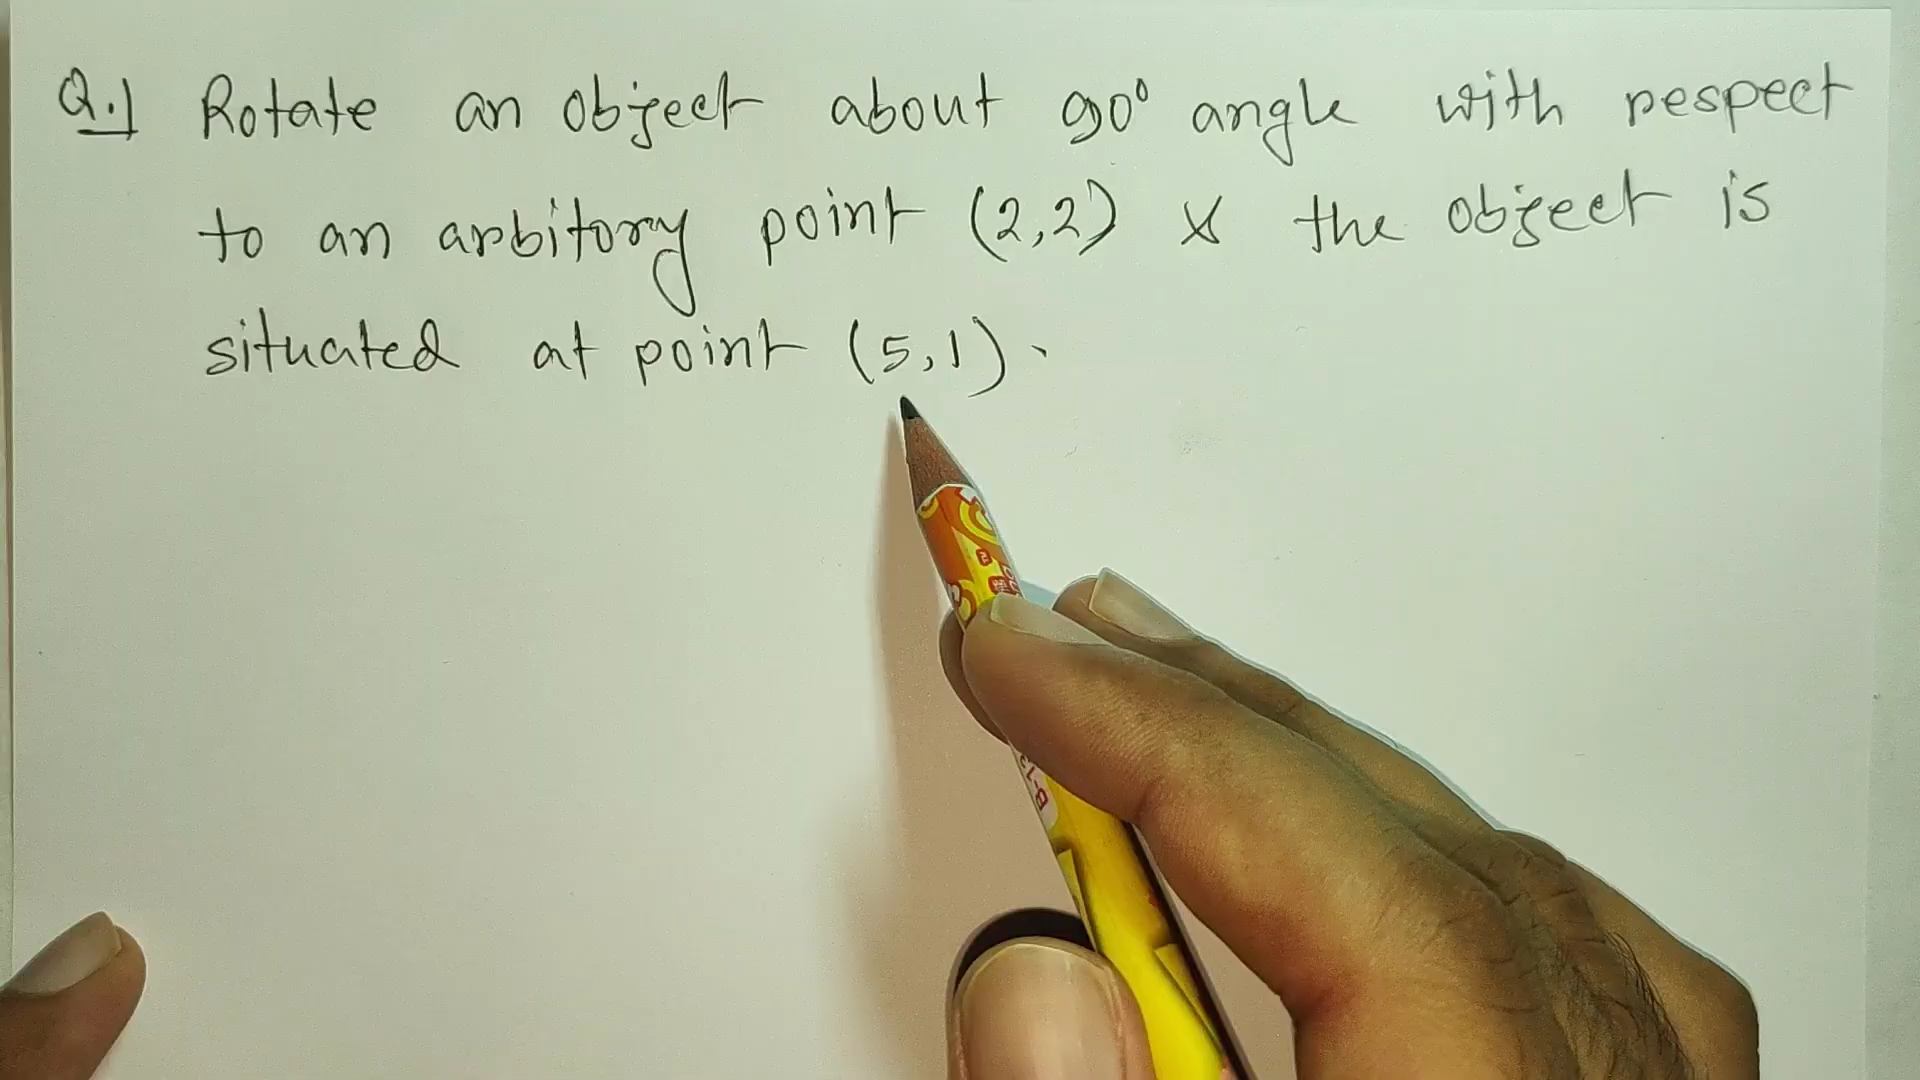 Q.1 Rotate an object about 90° angle with respect
to an arbitory point (2,2) & the object is
situated at point (5,1).